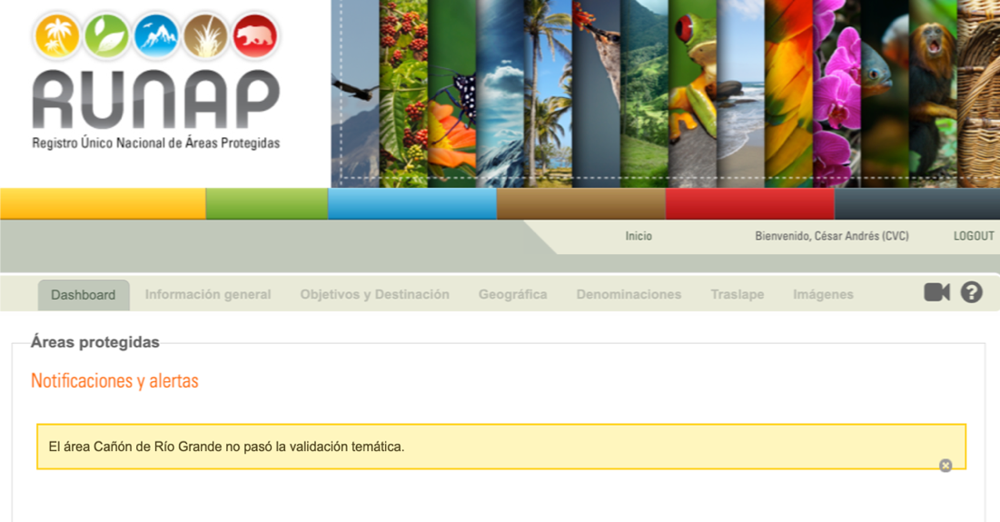 RUNAP
Registro Único Nacional de Áreas Protegidas
Inicio Bienvenido, César Andrés (CVC) LOGOUT
Dashboard Información general Objetivos y Destinación Geográfica Denominaciones Traslape Imágenes
Áreas protegidas
Notificaciones y alertas
El área Cañón de Río Grande no pasó la validación temática.